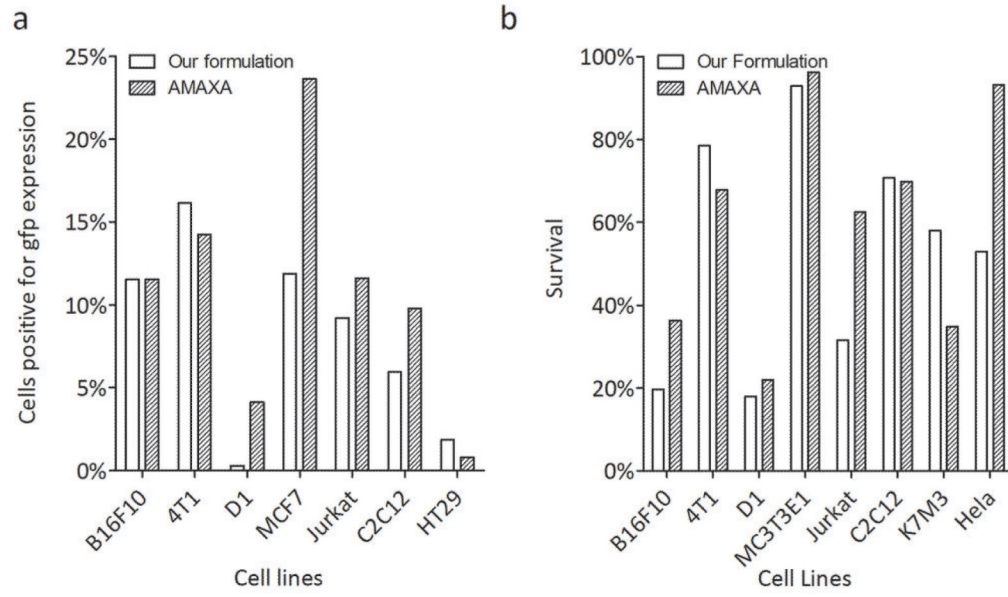 a
25%
20%
15%
10%
5%
0%
Cells positive for gfp expression
Our formulation
AMAXA
B16F10
4T1
D1
MCF7
Jurkat
C2C12
HT29
Cell lines
b
100%
80%
60%
40%
20%
0%
Survival
Our Formulation
AMAXA
B16F10
4T1
D1
MC3T3E1
Jurkat
C2C12
K7M3
Hela
Cell Lines